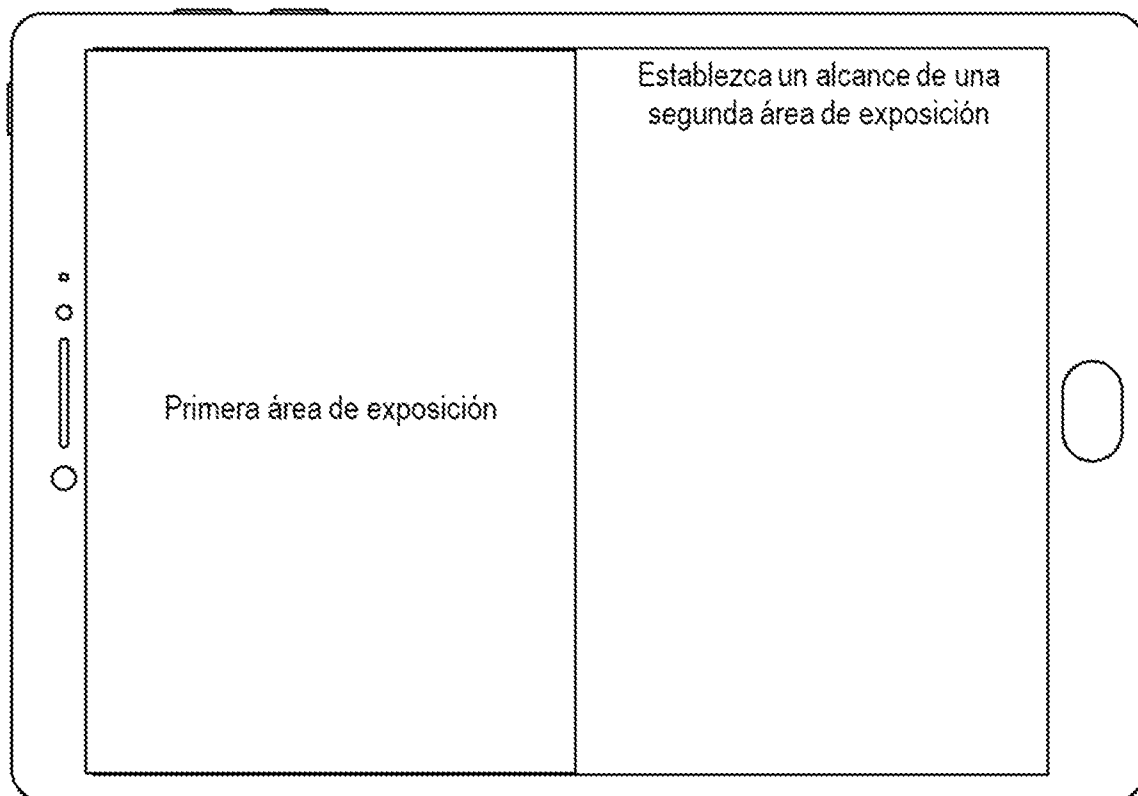 Establezca un alcance de una
segunda área de exposición
Primera área de exposición